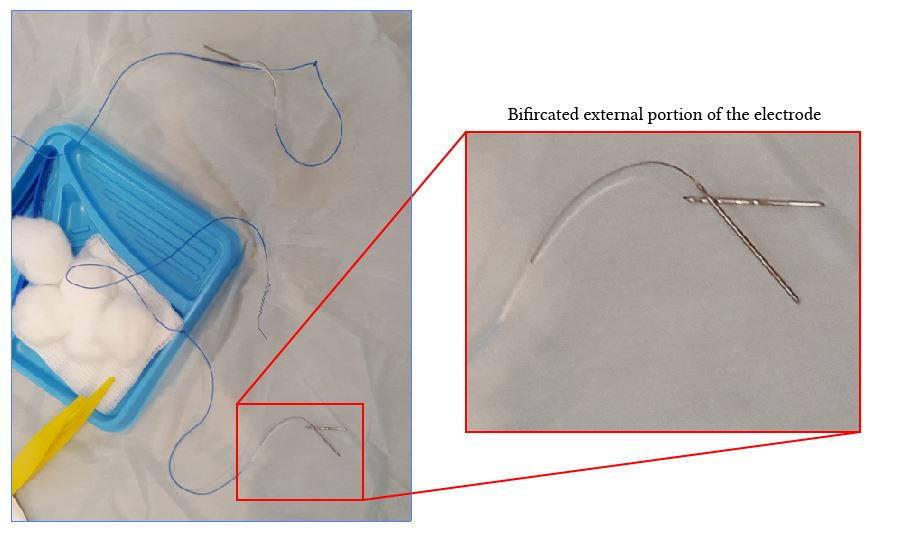 Bifircated external portion of the electrode